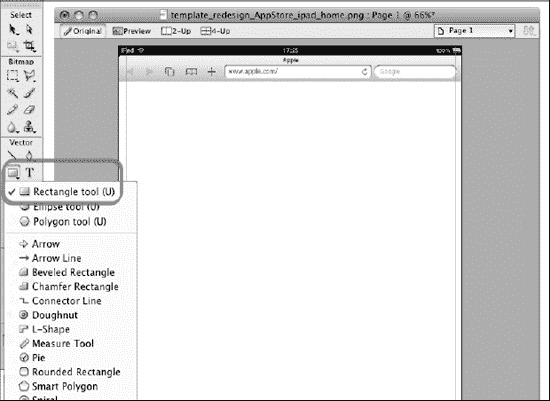 Select
template_redesign_AppStore_ipad_home.png : Page 1 @ 66%*
Original
Preview
2-Up
4-Up
Page 1
Bitmap
iPad
17:25
100%
Apple
www.apple.com/
Google
Vector
T
Rectangle tool (U)
Ellipse tool (U)
Polygon tool (U)
Arrow
Arrow Line
Beveled Rectangle
Chamfer Rectangle
Connector Line
Doughnut
L-Shape
Measure Tool
Pie
Rounded Rectangle
Smart Polygon
Spiral